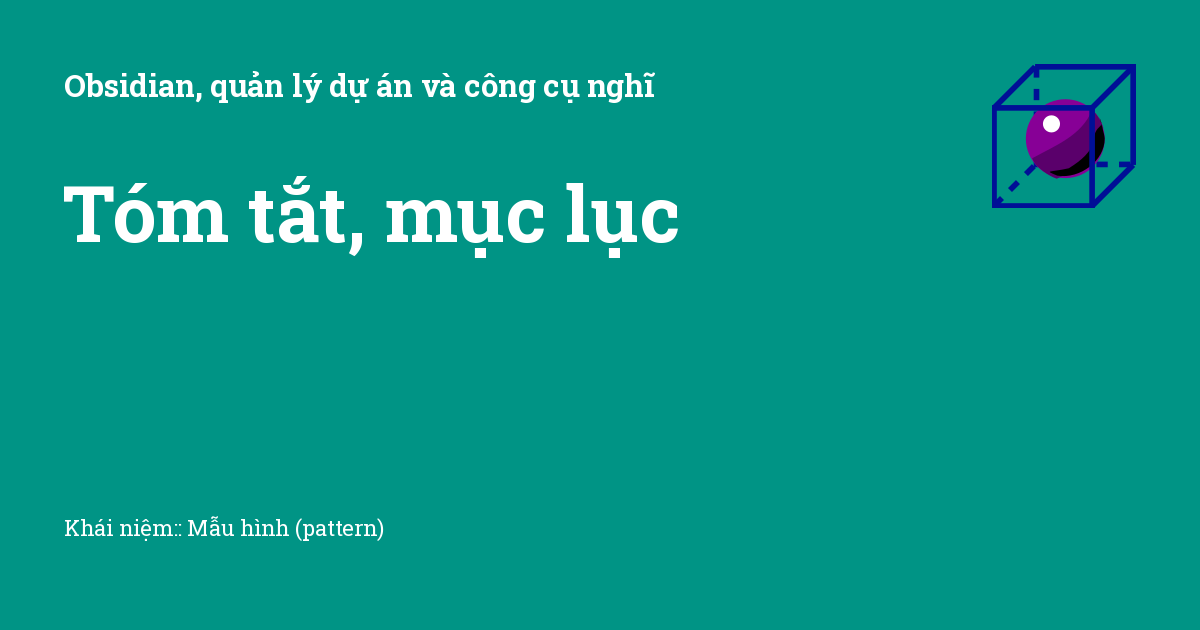 Obsidian, quản lý dự án và công cụ nghĩ
Tóm tắt, mục lục
Khái niệm:: Mẫu hình (pattern)